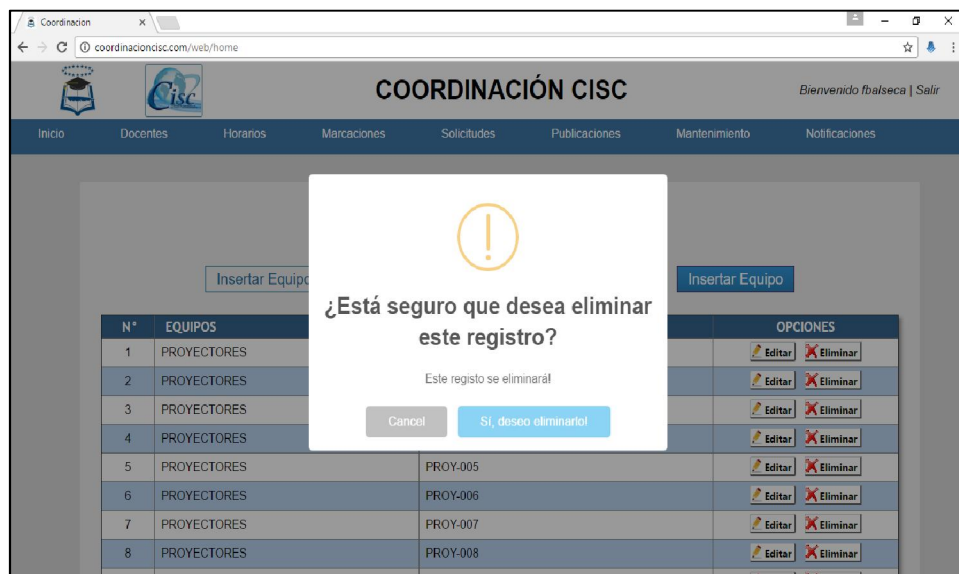 Coordinacion
coordinacioncisc.com/web/home
Cisc
COORDINACIÓN CISC
Bienvenido fbalseca | Salir
Inicio Docentes Horarios Marcaciones Solicitudes Publicaciones Mantenimiento Notificaciones
Insertar Equipo
Insertar Equipo
¿Está seguro que desea eliminar
este registro?
Este registo se eliminará!
Cancel Sí, deseo eliminarlo!
N° EQUIPOS OPCIONES
1 PROYECTORES Editar Eliminar
2 PROYECTORES Editar Eliminar
3 PROYECTORES Editar Eliminar
4 PROYECTORES Editar Eliminar
5 PROYECTORES PROY-005 Editar Eliminar
6 PROYECTORES PROY-006 Editar Eliminar
7 PROYECTORES PROY-007 Editar Eliminar
8 PROYECTORES PROY-008 Editar Eliminar